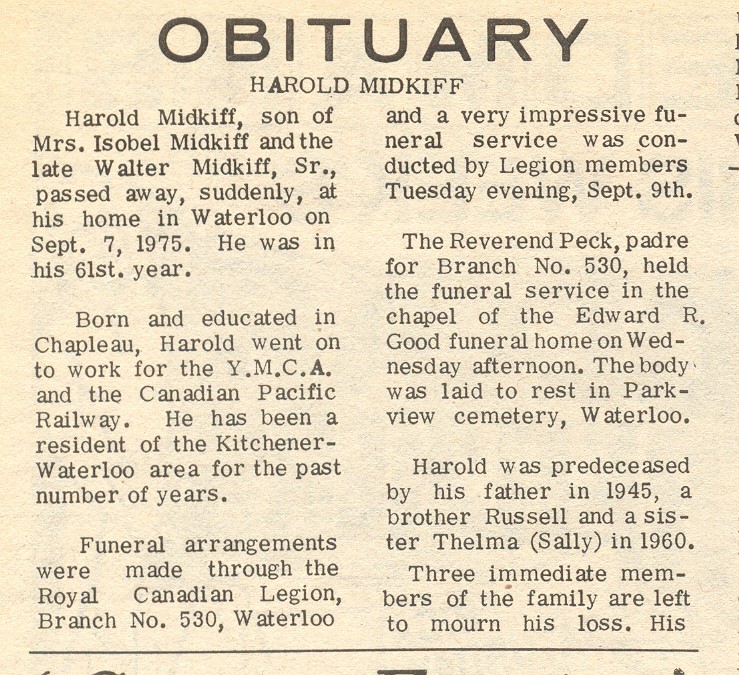 OBITUARY
HAROLD MIDKIFF
Harold Midkiff, son of
Mrs. Isobel Midkiff and the
late Walter Midkiff, Sr.,
passed away, suddenly, at
his home in Waterloo on
Sept. 7, 1975. He was in
his 61st. year.
Born and educated in
Chapleau, Harold went on
to work for the Y.M.C.A.
and the Canadian Pacific
Railway. He has been a
resident of the Kitchener-
Waterloo area for the past
number of years.
Funeral arrangements
were made through the
Royal Canadian Legion,
Branch No. 530, Waterloo
and a very impressive fu-
neral service was con-
ducted by Legion members
Tuesday evening, Sept. 9th.
The Reverend Peck, padre
for Branch No. 530, held
the funeral service in the
chapel of the Edward R.
Good funeral home on Wed-
nesday afternoon. The body
was laid to rest in Park-
view cemetery, Waterloo.
Harold was predeceased
by his father in 1945, a
brother Russell and a sis-
ter Thelma (Sally) in 1960.
Three immediate mem-
bers of the family are left
to mourn his loss. His